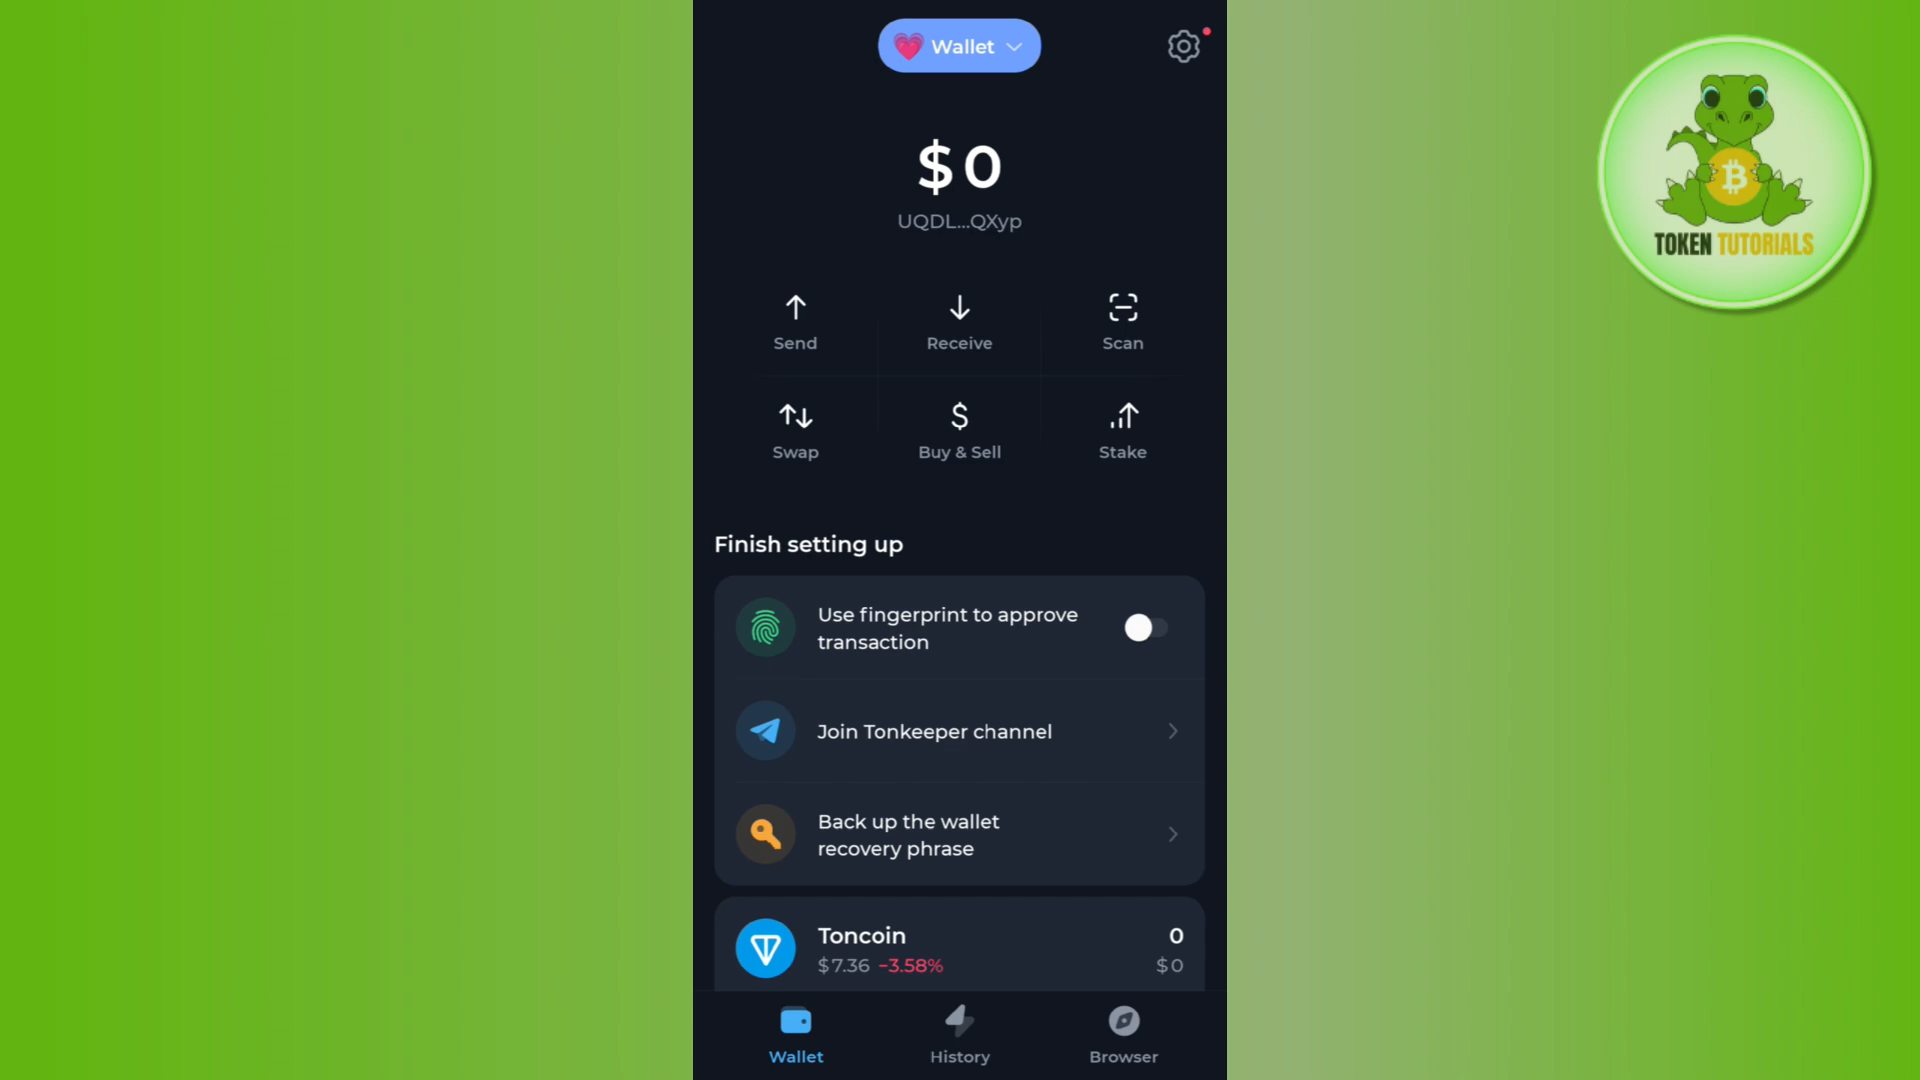 Wallet
$0
UQDL...QXyp
Send
Receive
Scan
Swap
Buy & Sell
Stake
Finish setting up
Use fingerprint to approve
transaction
Join Tonkeeper channel
Back up the wallet
recovery phrase
Toncoin
0
$7.36 −3.58%
$0
Wallet
History
Browser
TOKEN TUTORIALS